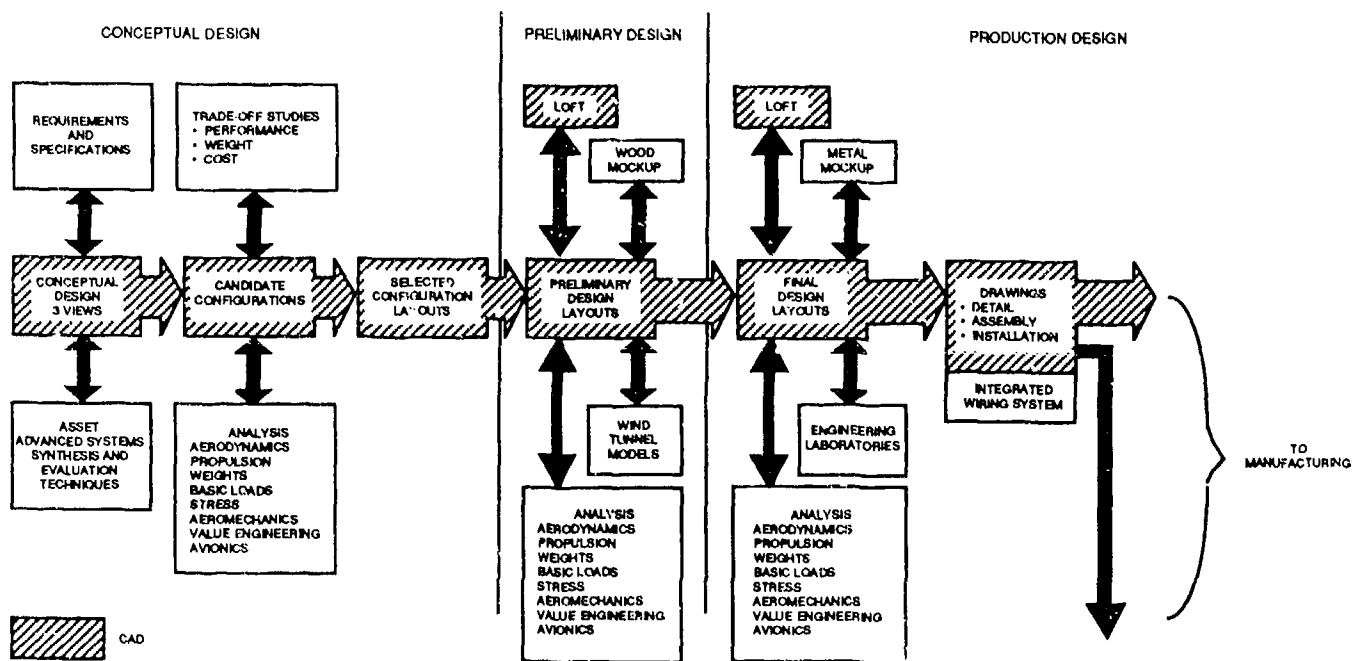 CONCEPTUAL DESIGN
PRELIMINARY DESIGN
PRODUCTION DESIGN
REQUIREMENTS
AND
SPECIFICATIONS
TRADE-OFF STUDIES
• PERFORMANCE
• WEIGHT
• COST
LOFT
WOOD
MOCKUP
LOFT
METAL
MOCKUP
CONCEPTUAL
DESIGN
3 VIEWS
CANDIDATE
CONFIGURATIONS
SELECTED
CONFIGURATION
PRELIMINARY
DESIGN
LAYOUTS
FINAL
DESIGN
LAYOUTS
DRAWINGS
• DETAIL
• ASSEMBLY
• INSTALLATION
INTEGRATED
WIRING SYSTEM
ASSET
ADVANCED SYSTEMS
SYNTHESIS AND
EVALUATION
TECHNIQUES
ANALYSIS
AERODYNAMICS
PROPULSION
WEIGHTS
BASIC LOADS
STRESS
AEROMECHANICS
VALUE ENGINEERING
AVIONICS
WIND
TUNNEL
MODELS
ANALYSIS
AERODYNAMICS
PROPULSION
WEIGHTS
BASIC LOADS
STRESS
AEROMECHANICS
VALUE ENGINEERING
AVIONICS
ENGINEERING
LABORATORIES
ANALYSIS
AERODYNAMICS
PROPULSION
WEIGHTS
BASIC LOADS
STRESS
AEROMECHANICS
VALUE ENGINEERING
AVIONICS
TO
MANUFACTURING
CAD